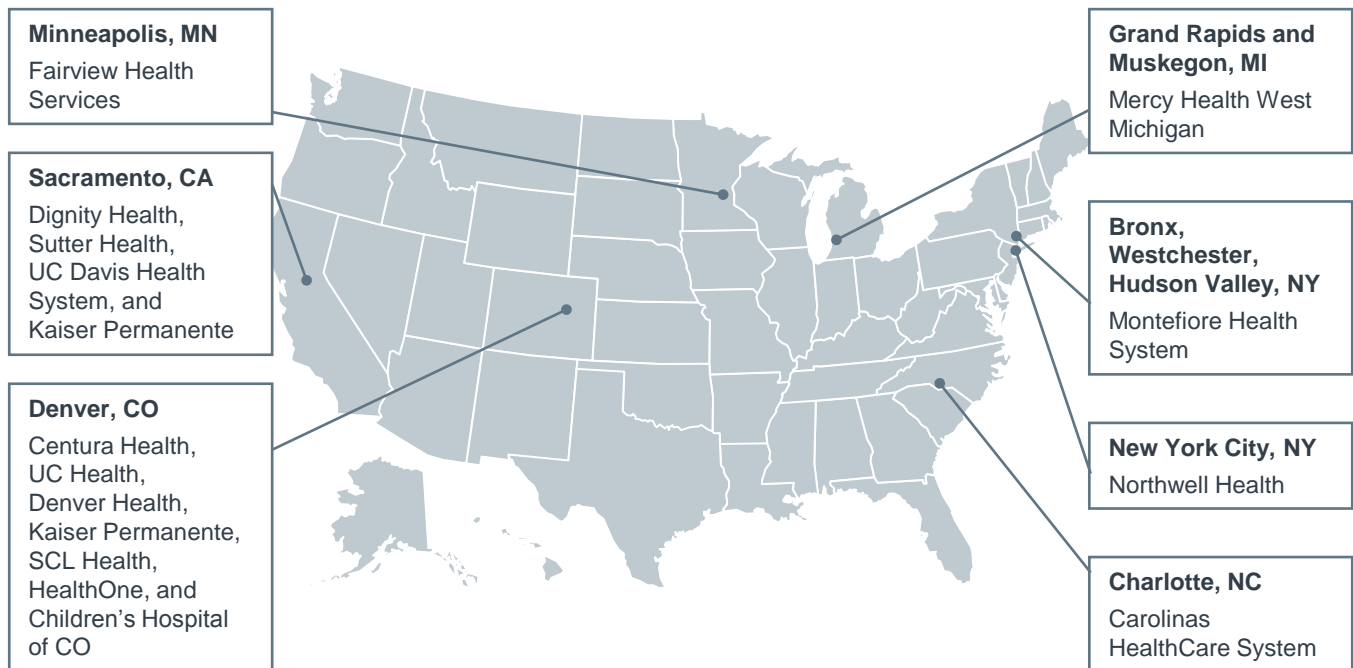 Minneapolis, MN
Fairview Health
Services
Sacramento, CA
Dignity Health,
Sutter Health,
UC Davis Health
System, and
Kaiser Permanente
Denver, CO
Centura Health,
UC Health,
Denver Health,
Kaiser Permanente,
SCL Health,
HealthOne, and
Children’s Hospital
of CO
Grand Rapids and
Muskegon, MI
Mercy Health West
Michigan
Bronx,
Westchester,
Hudson Valley, NY
Montefiore Health
System
New York City, NY
Northwell Health
Charlotte, NC
Carolinas
HealthCare System